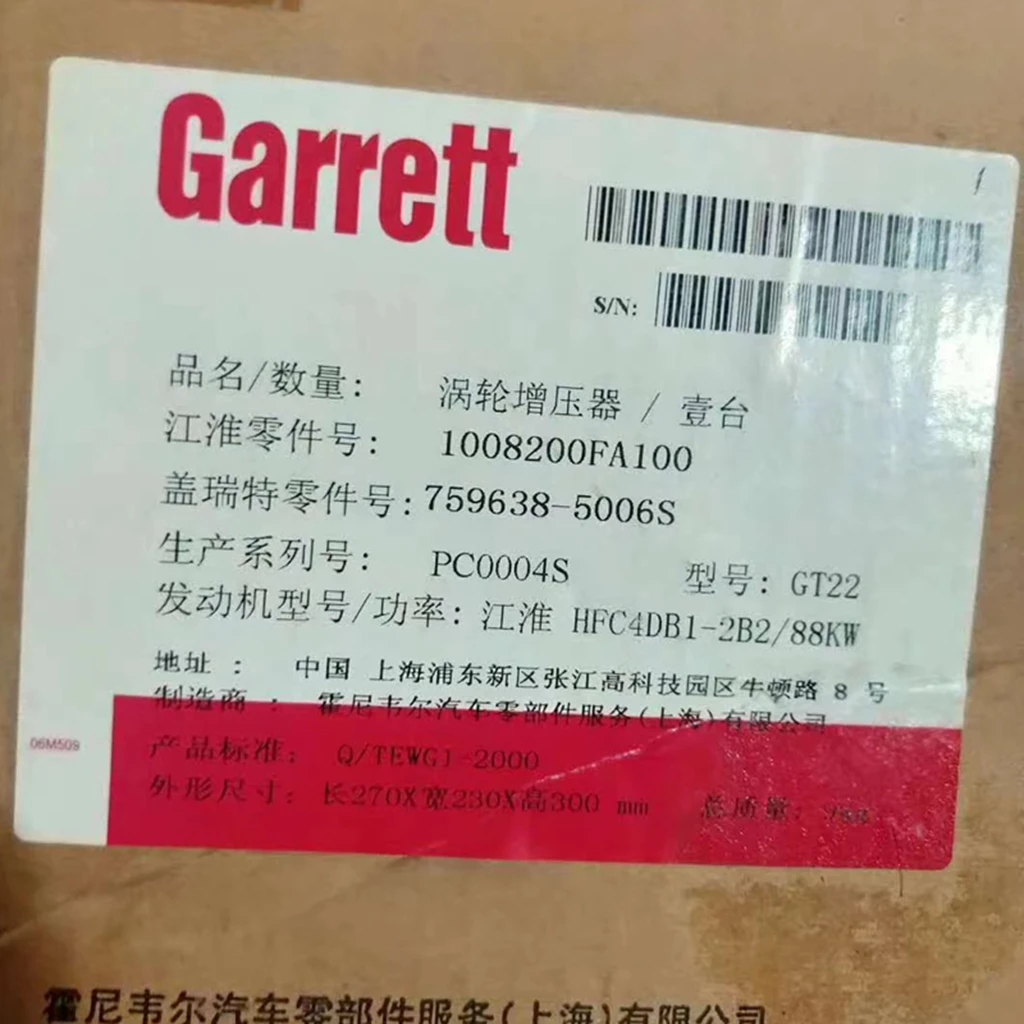 Garrett
S/N:
品名/数量: 涡轮增压器 / 壹台
江淮零件号: 1008200FA100
盖瑞特零件号:759638-5006S
生产系列号: PC0004S 型号: GT22
发动机型号/功率: 江淮 HFC4DB1-2B2/88KW
地址 : 中国 上海浦东新区张江高科技园区牛顿路 8 号
制造商 : 霍尼韦尔汽车零部件服务(上海)有限公司
06M509
产品标准: Q/TEWG1-2000
外形尺寸: 长270X宽230X高300 mm 总质量:
霍尼韦尔汽车零部件服务(上海)有限公司